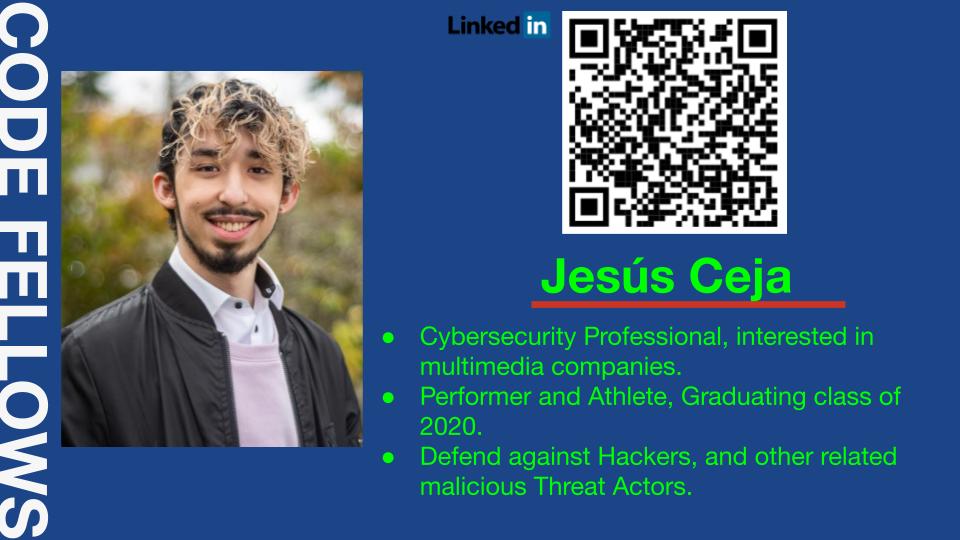 CODE FELLOWS
Linked in
Jesús Ceja
● Cybersecurity Professional, interested in
multimedia companies.
● Performer and Athlete, Graduating class of
2020.
● Defend against Hackers, and other related
malicious Threat Actors.